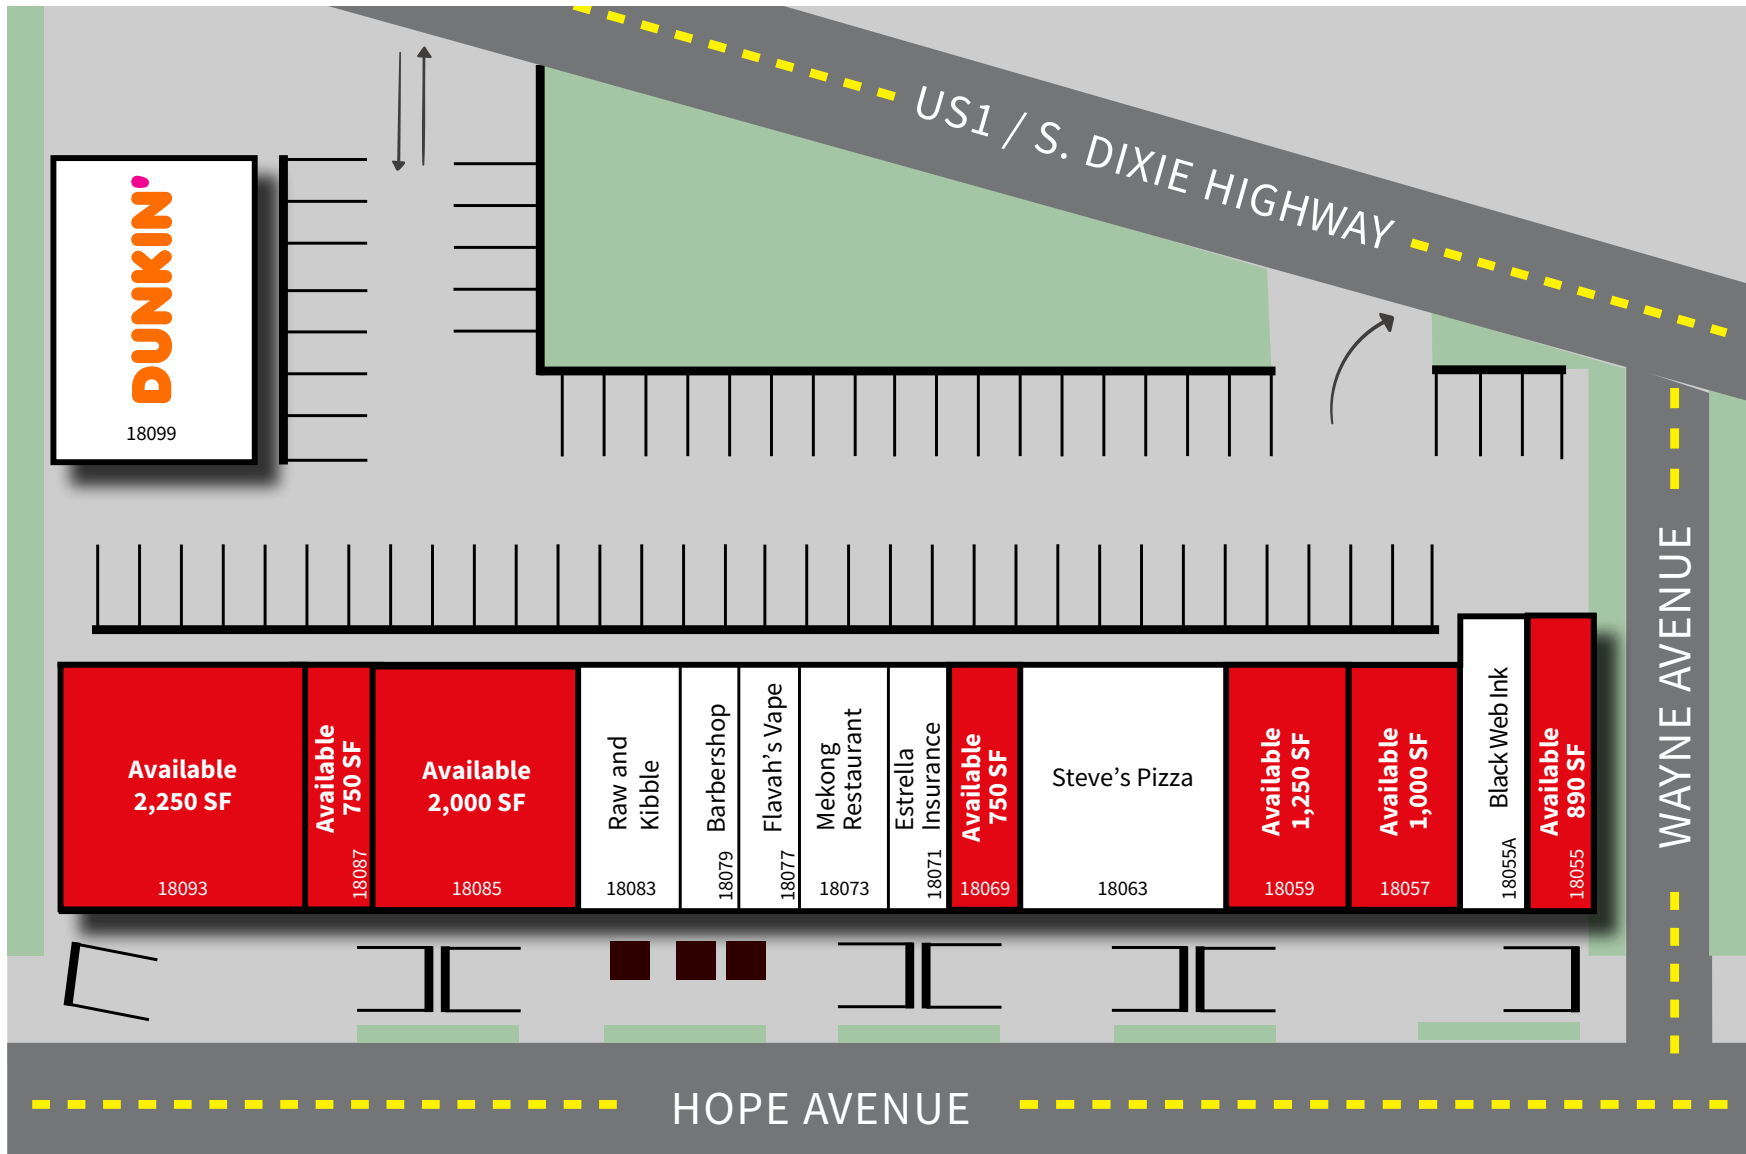 US1 / S. DIXIE HIGHWAY
DUNKIN'
18099
WAYNE AVENUE
Available
2,250 SF
18093
Available
750 SF
18087
Available
2,000 SF
18085
Raw and
Kibble
18083
Barbershop
18079
Flavah’s Vape
18077
Mekong
Restaurant
18073
Estrella
Insurance
18071
Available
750 SF
18069
Steve’s Pizza
18063
Available
1,250 SF
18059
Available
1,000 SF
18057
Black Web Ink
18055A
Available
890 SF
18055
HOPE AVENUE